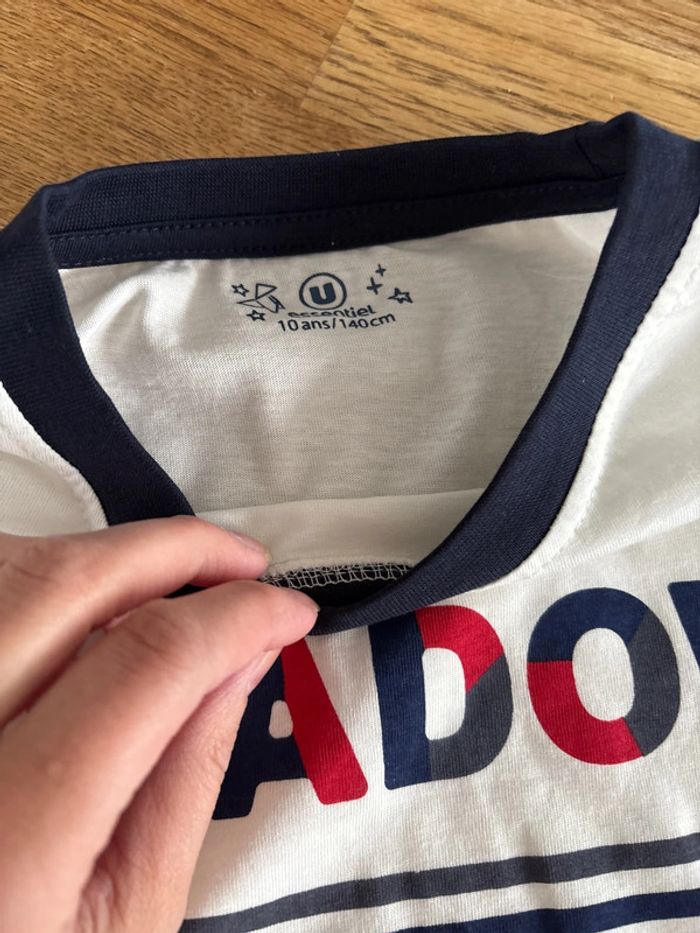 U
essentiel
10 ans/140cm
ADO